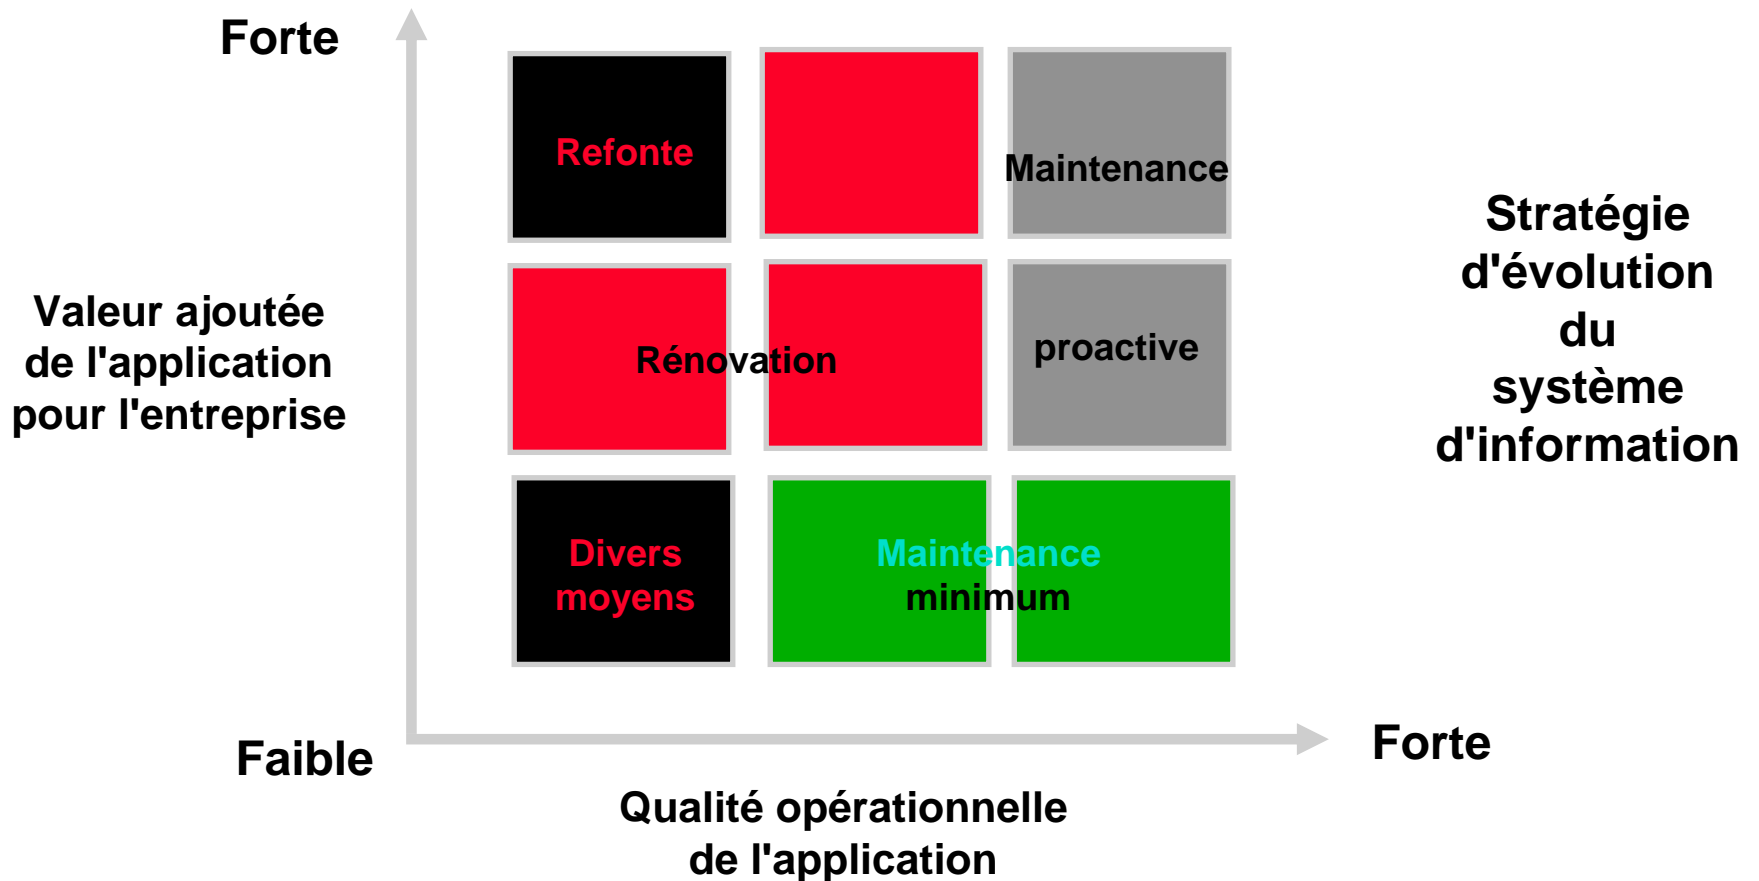 Forte
Refonte
Maintenance
Valeur ajoutée
de l'application
pour l'entreprise
Rénovation
proactive
Stratégie
d'évolution
du
système
d'information
Divers
moyens
Maintenance
minimum
Faible
Forte
Qualité opérationnelle
de l'application